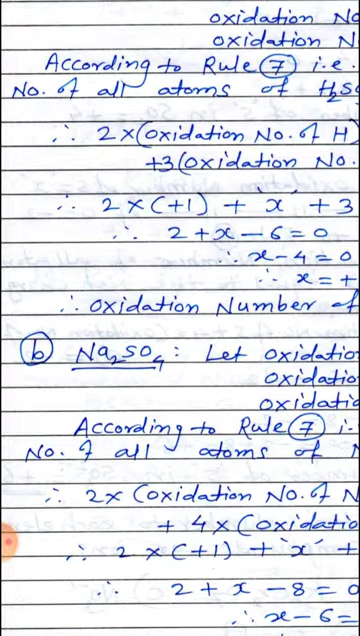 oxidation No
oxidation N
According to Rule ⑦ i.e.
No. of all atoms of H₂S
∴ 2×(oxidation No. of H)
+3(oxidation No.
∴ 2×(+1) + 'x' + 3
∴ 2+x-6=0
∴ x-4=0
∴ x=+
∴ oxidation Number of
ⓑ Na₂SO₄: Let oxidatio
oxidatio
oxidatio
According to Rule ⑦ i.
No. of all atoms of N
∴ 2×(oxidation No. of N
+ 4×(oxidatio
∴ 2×(+1) + 'x' +
∴ 2+x-8=0
∴ x-6=